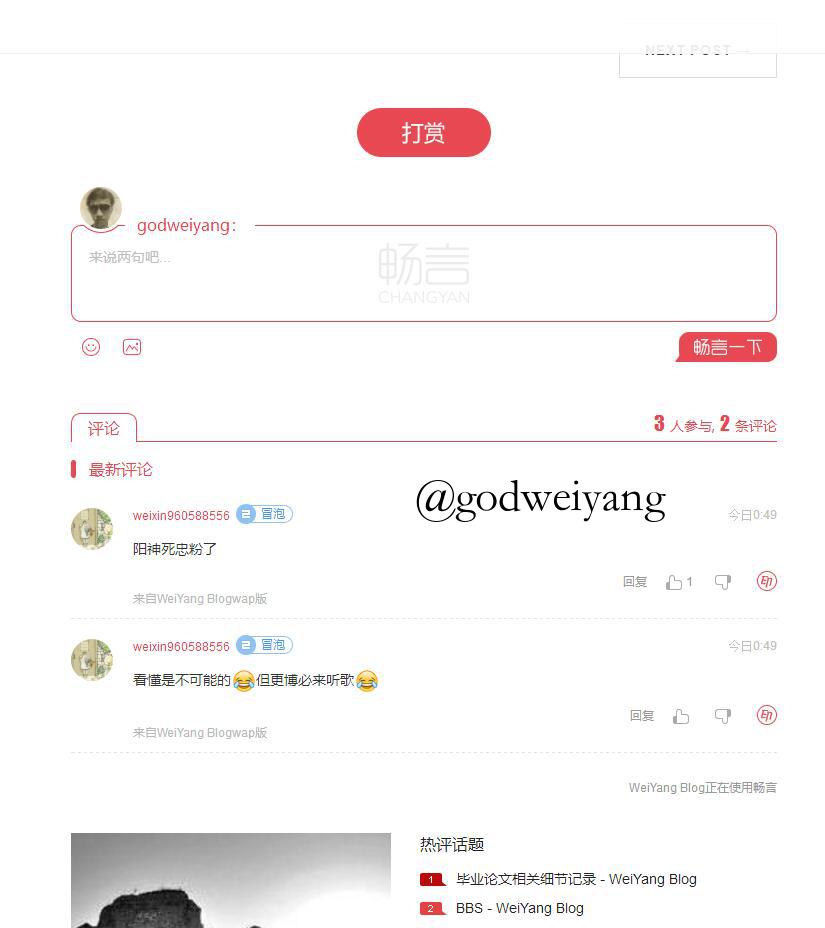 NEXT POST →
打赏
godweiyang：
来说两句吧...
畅言
CHANGYAN
畅言一下
评论
3 人参与, 2 条评论
最新评论
@godweiyang
weixin960588556 2 冒泡 今日0:49
阳神死忠粉了
回复 1 印
来自WeiYang Blogwap版
weixin960588556 2 冒泡 今日0:49
看懂是不可能的😂但更博必来听歌😂
回复 印
来自WeiYang Blogwap版
WeiYang Blog正在使用畅言
热评话题
1 毕业论文相关细节记录 - WeiYang Blog
2 BBS - WeiYang Blog